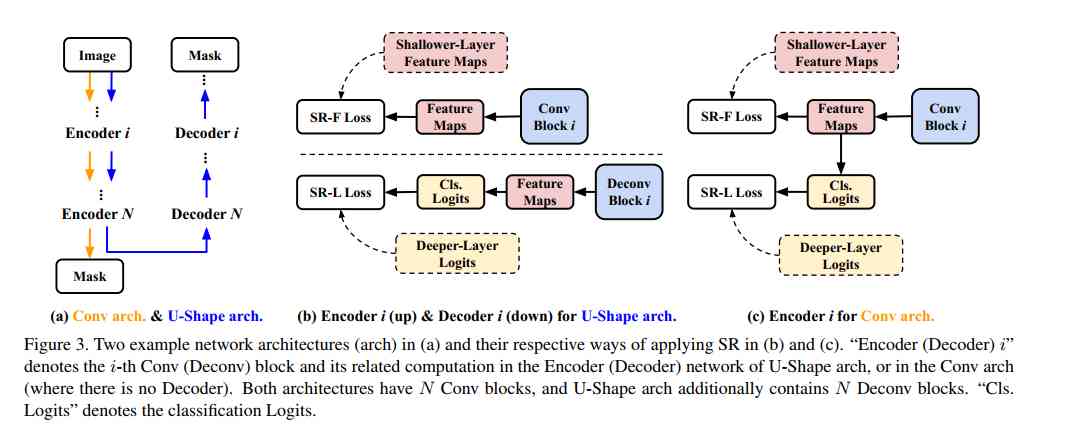 Image
Mask
Encoder i
Decoder i
Encoder N
Decoder N
Mask
(a) Conv arch. & U-Shape arch.
Shallower-Layer
Feature Maps
SR-F Loss
Feature
Maps
Conv
Block i
SR-L Loss
Cls.
Logits
Feature
Maps
Deconv
Block i
Deeper-Layer
Logits
(b) Encoder i (up) & Decoder i (down) for U-Shape arch.
Shallower-Layer
Feature Maps
SR-F Loss
Feature
Maps
Conv
Block i
SR-L Loss
Cls.
Logits
Deeper-Layer
Logits
(c) Encoder i for Conv arch.
Figure 3. Two example network architectures (arch) in (a) and their respective ways of applying SR in (b) and (c). “Encoder (Decoder) i”
denotes the i-th Conv (Deconv) block and its related computation in the Encoder (Decoder) network of U-Shape arch, or in the Conv arch
(where there is no Decoder). Both architectures have N Conv blocks, and U-Shape arch additionally contains N Deconv blocks. “Cls.
Logits” denotes the classification Logits.